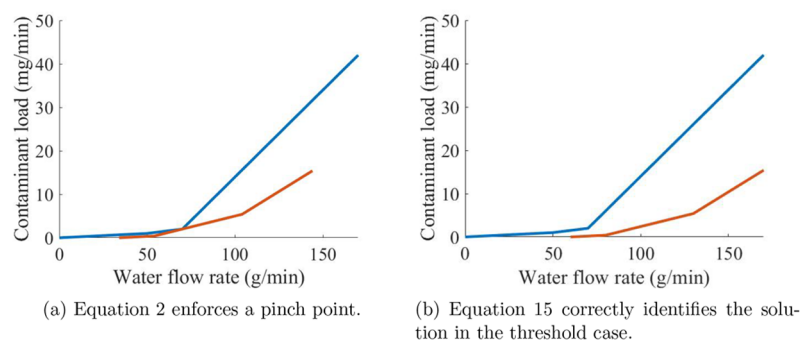 50
40
30
20
10
0
Contaminant load (mg/min)
0
50
100
150
Water flow rate (g/min)
(a) Equation 2 enforces a pinch point.
50
40
30
20
10
0
Contaminant load (mg/min)
0
50
100
150
Water flow rate (g/min)
(b) Equation 15 correctly identifies the solu-
tion in the threshold case.